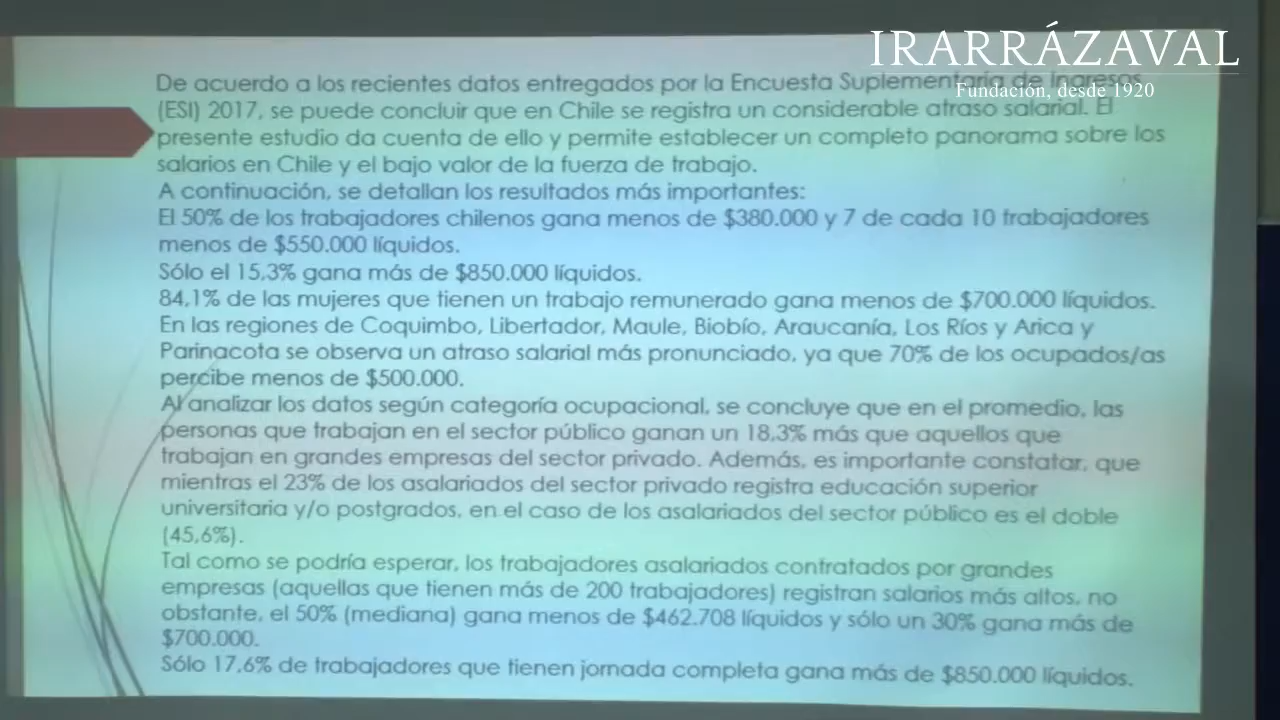 IRARRÁZAVAL
Fundación, desde 1920
De acuerdo a los recientes datos entregados por la Encuesta Suplementaria de Ingresos
(ESI) 2017, se puede concluir que en Chile se registra un considerable atraso salarial. El
presente estudio da cuenta de ello y permite establecer un completo panorama sobre los
salarios en Chile y el bajo valor de la fuerza de trabajo.
A continuación, se detallan los resultados más importantes:
El 50% de los trabajadores chilenos gana menos de $380.000 y 7 de cada 10 trabajadores
menos de $550.000 líquidos.
Sólo el 15,3% gana más de $850.000 líquidos.
84,1% de las mujeres que tienen un trabajo remunerado gana menos de $700.000 líquidos.
En las regiones de Coquimbo, Libertador, Maule, Biobío, Araucanía, Los Ríos y Arica y
Parinacota se observa un atraso salarial más pronunciado, ya que 70% de los ocupados/as
percibe menos de $500.000.
Al analizar los datos según categoría ocupacional, se concluye que en el promedio, las
personas que trabajan en el sector público ganan un 18,3% más que aquellos que
trabajan en grandes empresas del sector privado. Además, es importante constatar, que
mientras el 23% de los asalariados del sector privado registra educación superior
universitaria y/o postgrados, en el caso de los asalariados del sector público es el doble
(45,6%).
Tal como se podría esperar, los trabajadores asalariados contratados por grandes
empresas (aquellas que tienen más de 200 trabajadores) registran salarios más altos, no
obstante, el 50% (mediana) gana menos de $462.708 líquidos y sólo un 30% gana más de
$700.000.
Sólo 17,6% de trabajadores que tienen jornada completa gana más de $850.000 líquidos.